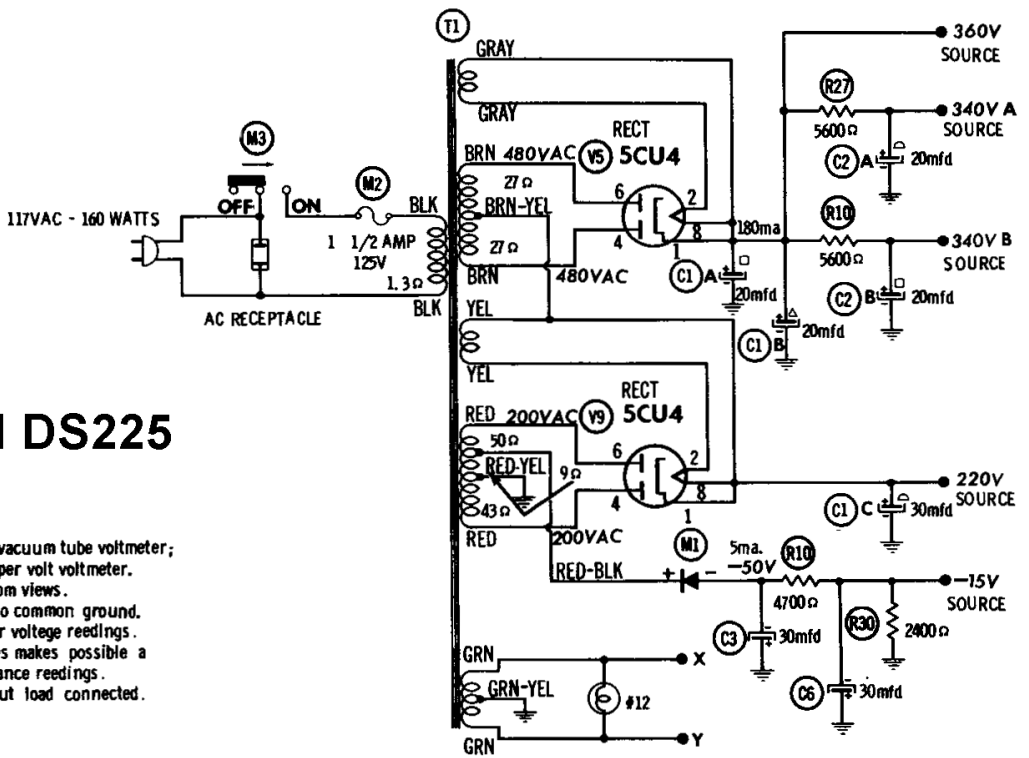 T1
GRAY
GRAY
360V
SOURCE
R27
5600Ω
340V A
SOURCE
C2 A
20mfd
RECT
V5 5CU4
BRN 480VAC
27Ω
BRN-YEL
27Ω
BRN
480VAC
6
2
4
8
1
180ma
R10
5600Ω
340V B
SOURCE
C1 A
20mfd
C2 B
20mfd
C1 B
20mfd
M3
OFF
ON
M2
BLK
1 1/2 AMP
125V
1.3Ω
BLK
117VAC - 160 WATTS
AC RECEPTACLE
YEL
YEL
RECT
V9 5CU4
RED 200VAC
50Ω
RED-YEL
9Ω
43Ω
RED
200VAC
6
2
4
8
1
220V
SOURCE
C1 C
30mfd
DS225
RED-BLK
M1
+
-
5ma.
-50V
R10
4700Ω
-15V
SOURCE
C3
30mfd
R30
2400Ω
C6
30mfd
vacuum tube voltmeter;
per volt voltmeter.
om views.
o common ground.
r voltege reedings.
s makes possible a
ance reedings.
ut load connected.
GRN
GRN-YEL
GRN
#12
X
Y